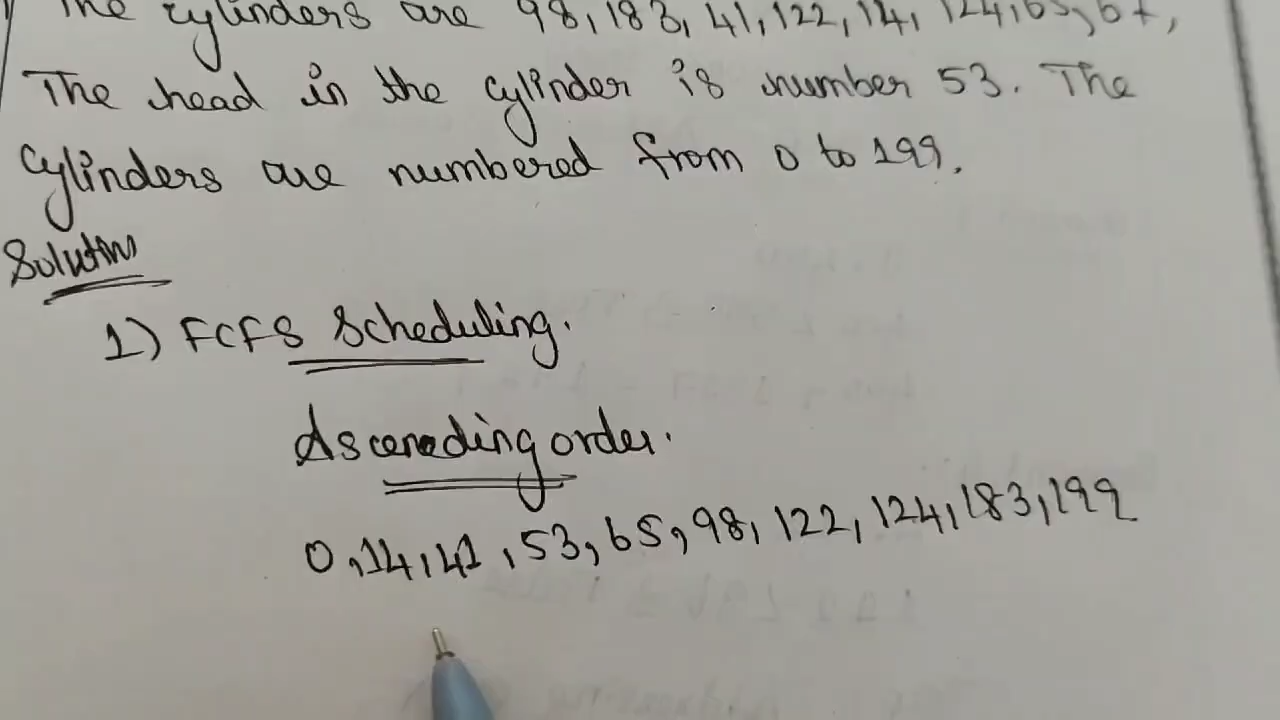 The cylinders are 98, 183, 41, 122, 14, 124, 65, 67,
The head in the cylinder is number 53. The
cylinders are numbered from 0 to 199.
Solution
1) FCFS Scheduling.
Ascending order.
0, 14, 41, 53, 65, 98, 122, 124, 183, 199